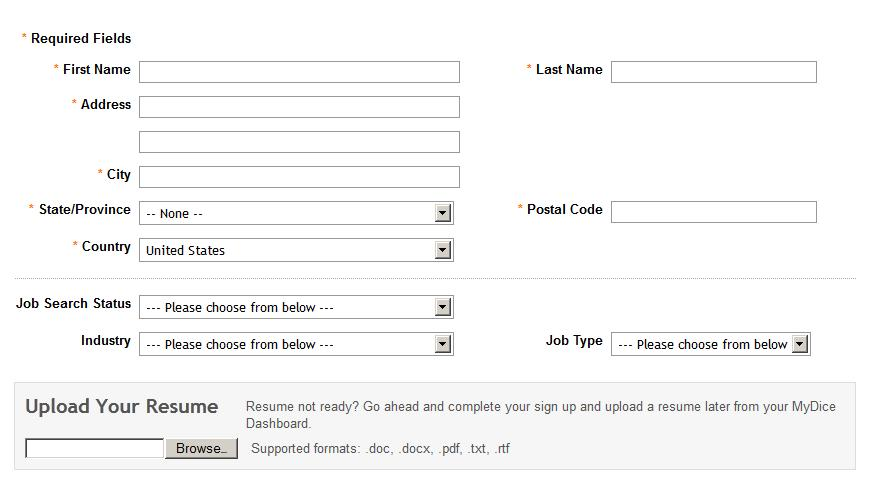 * Required Fields
* First Name
* Last Name
* Address
* City
* State/Province -- None --
* Postal Code
* Country United States
Job Search Status --- Please choose from below ---
Industry --- Please choose from below ---
Job Type --- Please choose from below
Upload Your Resume
Resume not ready? Go ahead and complete your sign up and upload a resume later from your MyDice
Dashboard.
Browse...
Supported formats: .doc, .docx, .pdf, .txt, .rtf